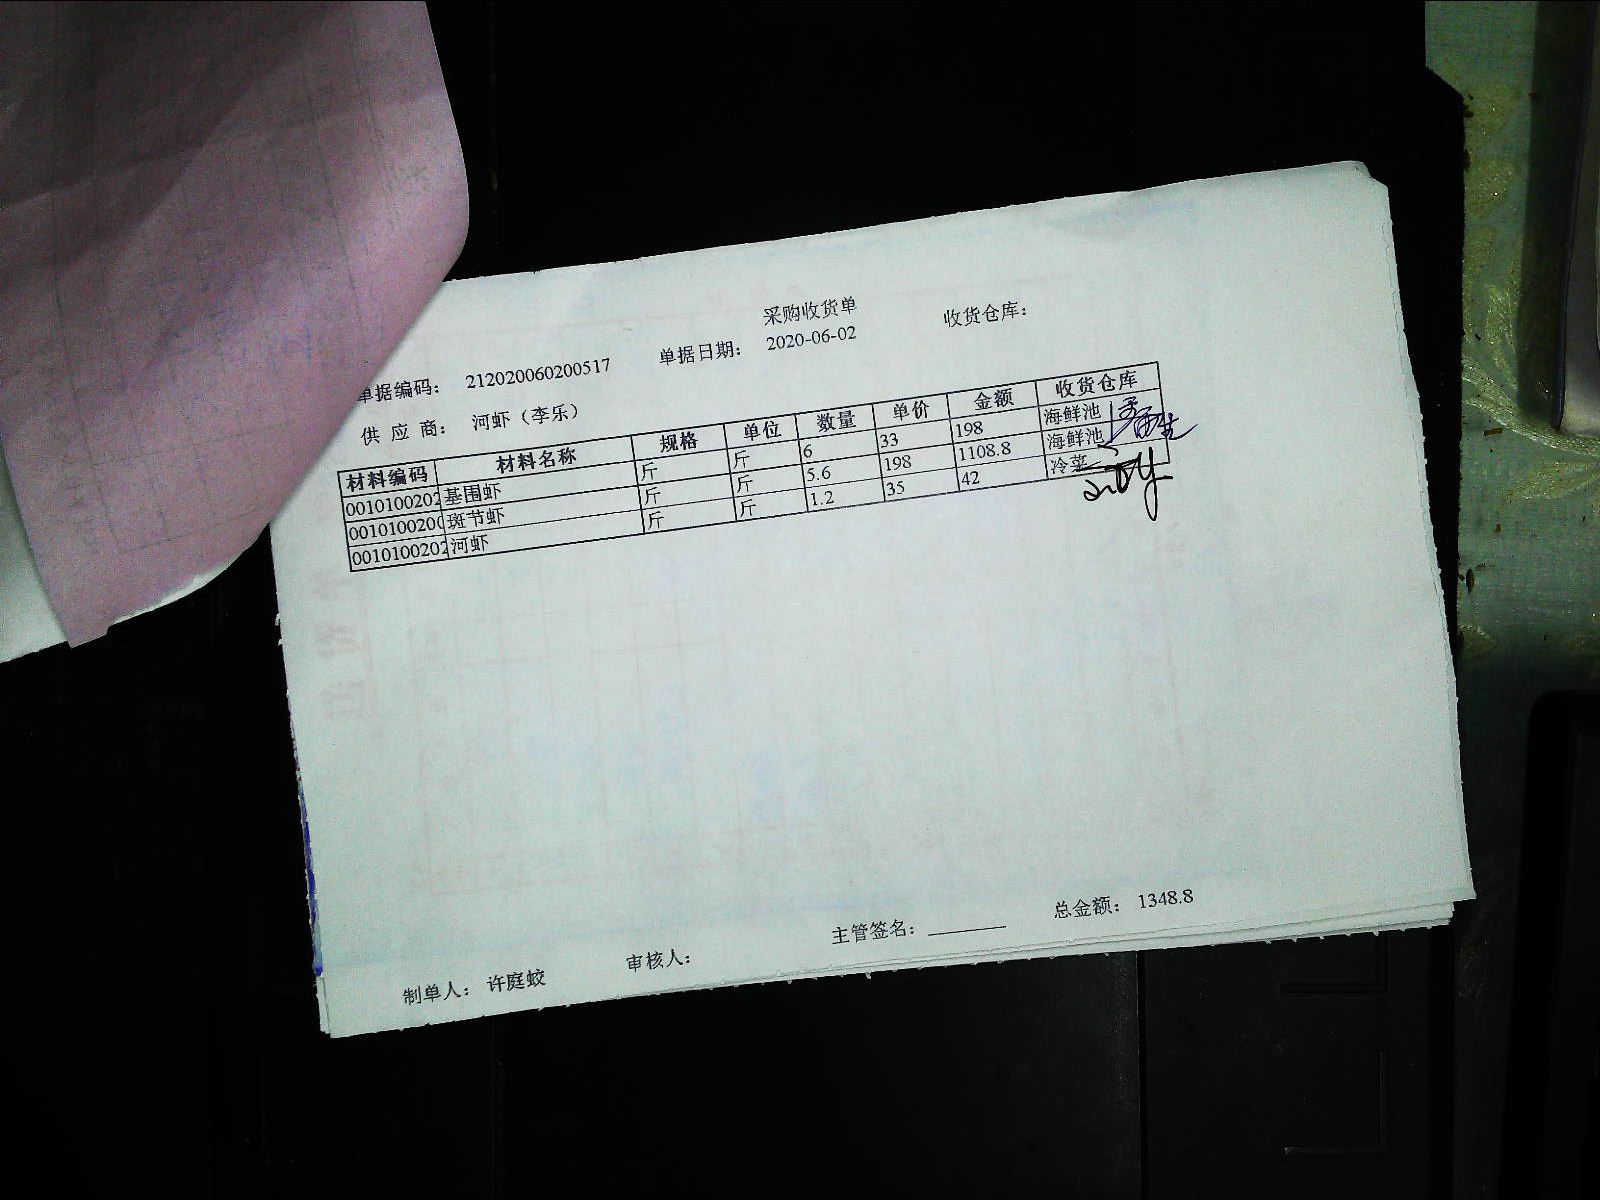 采购收货单
单据编码： 212020060200517 单据日期： 2020-06-02 收货仓库：
供 应 商： 河虾（李乐）
材料编码 材料名称 规格 单位 数量 单价 金额 收货仓库
0010100202 基围虾 斤 斤 6 33 198 海鲜池
001010020 斑节虾 斤 斤 5.6 198 1108.8 海鲜池
0010100202 河虾 斤 斤 1.2 35 42 冷菜
制单人： 许庭蛟 审核人： 主管签名： 总金额： 1348.8